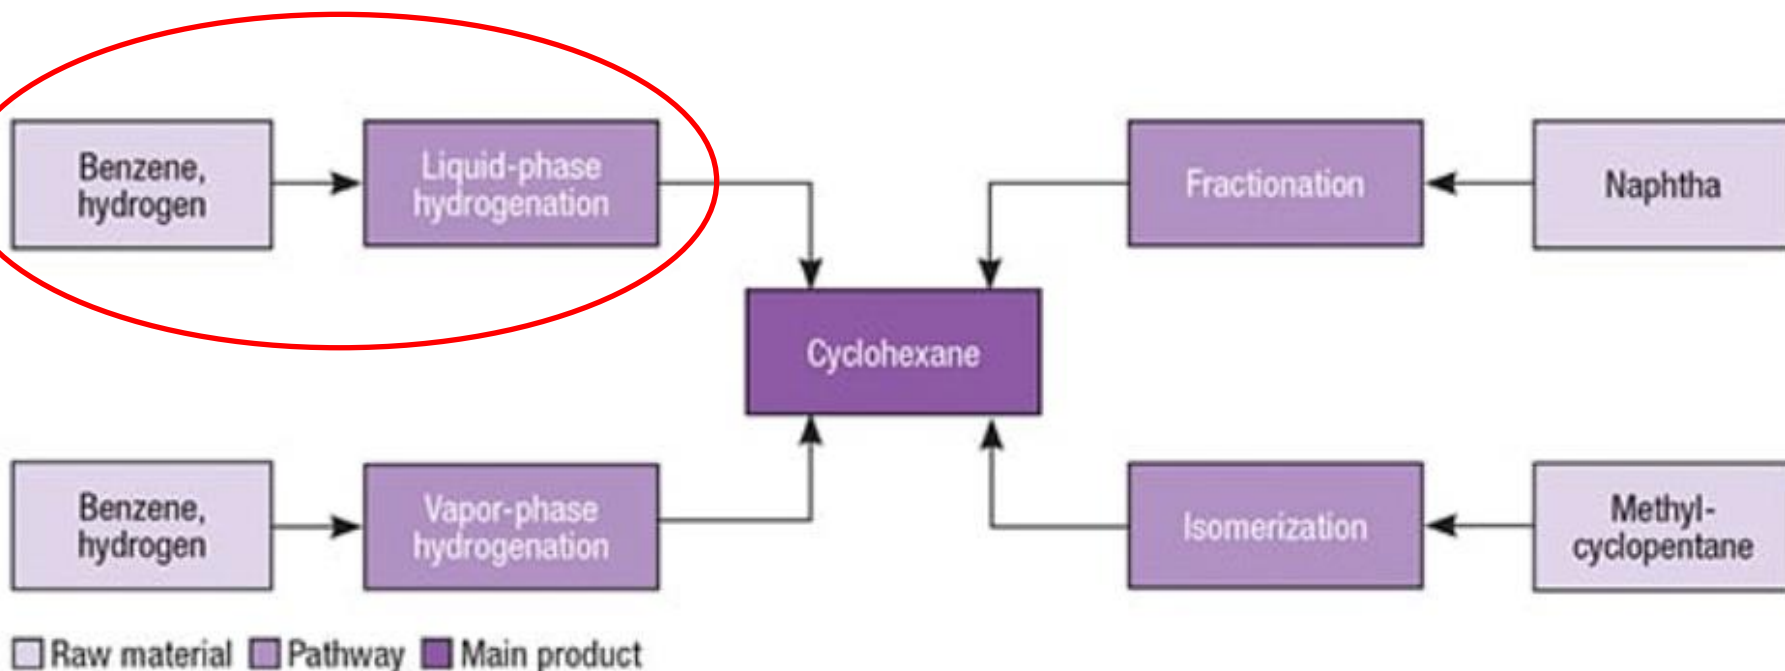 Benzene,
hydrogen
Liquid-phase
hydrogenation
Fractionation
Naphtha
Cyclohexane
Benzene,
hydrogen
Vapor-phase
hydrogenation
Isomerization
Methyl-
cyclopentane
Raw material Pathway Main product